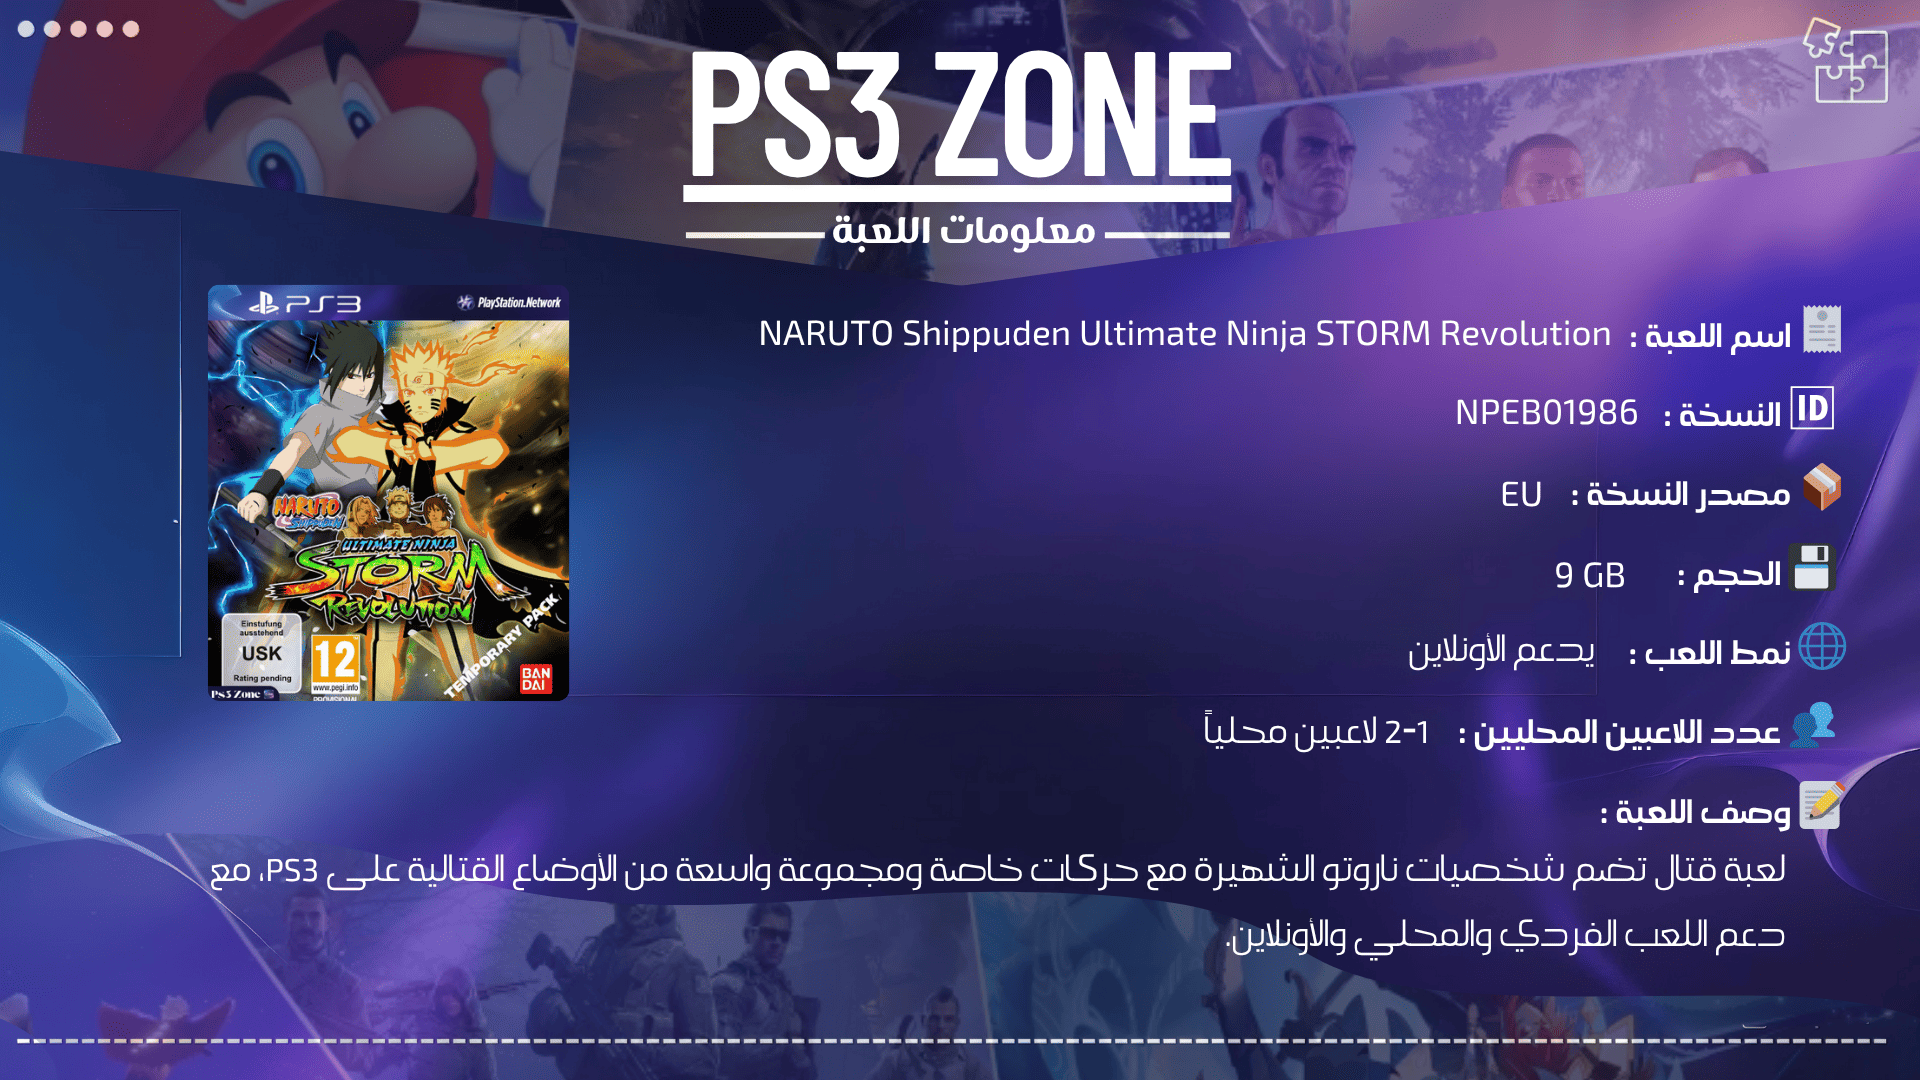 PS3 ZONE
معلومات اللعبة
PS3 PlayStation.Network
NARUTO
SHIPPUDEN
ULTIMATE NINJA
STORM
REVOLUTION
TEMPORARY PACK
Einstufung
ausstehend
USK
Rating pending
12
www.pegi.info
PROVISIONAL
BAN
DAI
Ps3 Zone
اسم اللعبة : NARUTO Shippuden Ultimate Ninja STORM Revolution
ID النسخة : NPEB01986
مصدر النسخة : EU
الحجم : 9 GB
نمط اللعب : يدعم الأونلاين
عدد اللاعبين المحليين : 1-2 لاعبين محلياً
وصف اللعبة :
لعبة قتال تضم شخصيات ناروتو الشهيرة مع حركات خاصة ومجموعة واسعة من الأوضاع القتالية على PS3، مع
دعم اللعب الفردي والمحلي والأونلاين.